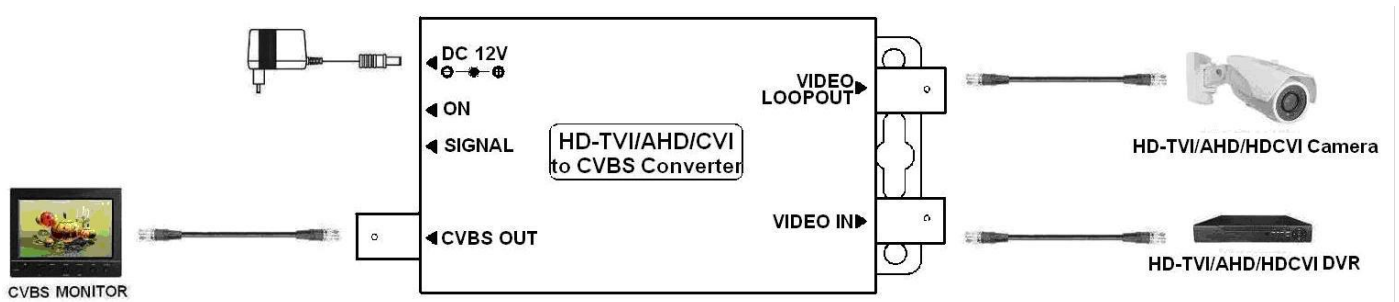 DC 12V
ON
SIGNAL
CVBS OUT
HD-TVI/AHD/CVI
to CVBS Converter
VIDEO
LOOPOUT
VIDEO IN
HD-TVI/AHD/HDCVI Camera
HD-TVI/AHD/HDCVI DVR
CVBS MONITOR